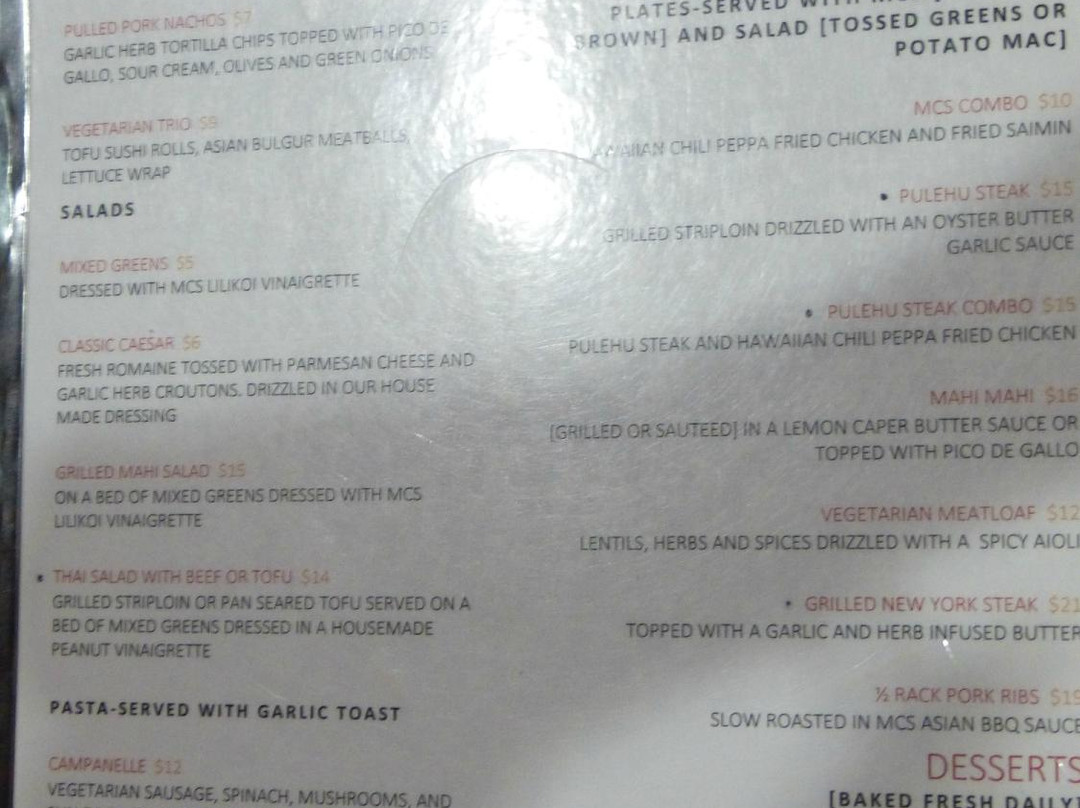 PULLED PORK NACHOS $7
GARLIC HERB TORTILLA CHIPS TOPPED WITH PICO DE
GALLO, SOUR CREAM, OLIVES AND GREEN ONIONS
VEGETARIAN TRIO $9
TOFU SUSHI ROLLS, ASIAN BULGUR MEATBALLS,
LETTUCE WRAP
SALADS
MIXED GREENS $5
DRESSED WITH MCS LILIKOI VINAIGRETTE
CLASSIC CAESAR $6
FRESH ROMAINE TOSSED WITH PARMESAN CHEESE AND
GARLIC HERB CROUTONS. DRIZZLED IN OUR HOUSE
MADE DRESSING
GRILLED MAHI SALAD $15
ON A BED OF MIXED GREENS DRESSED WITH MCS
LILIKOI VINAIGRETTE
• THAI SALAD WITH BEEF OR TOFU $14
GRILLED STRIPLOIN OR PAN SEARED TOFU SERVED ON A
BED OF MIXED GREENS DRESSED IN A HOUSEMADE
PEANUT VINAIGRETTE
PASTA-SERVED WITH GARLIC TOAST
CAMPANELLE $12
VEGETARIAN SAUSAGE, SPINACH, MUSHROOMS, AND
PLATES-SERVED WITH
BROWN] AND SALAD [TOSSED GREENS OR
POTATO MAC]
MCS COMBO $10
CHILI PEPPA FRIED CHICKEN AND FRIED SAIMIN
• PULEHU STEAK $15
GRILLED STRIPLOIN DRIZZLED WITH AN OYSTER BUTTER
GARLIC SAUCE
• PULEHU STEAK COMBO $15
PULEHU STEAK AND HAWAIIAN CHILI PEPPA FRIED CHICKEN
MAHI MAHI $16
[GRILLED OR SAUTEED] IN A LEMON CAPER BUTTER SAUCE OR
TOPPED WITH PICO DE GALLO
VEGETARIAN MEATLOAF $12
LENTILS, HERBS AND SPICES DRIZZLED WITH A SPICY AIOLI
• GRILLED NEW YORK STEAK $21
TOPPED WITH A GARLIC AND HERB INFUSED BUTTER
½ RACK PORK RIBS $19
SLOW ROASTED IN MCS ASIAN BBQ SAUCE
DESSERTS
[BAKED FRESH DAILY]